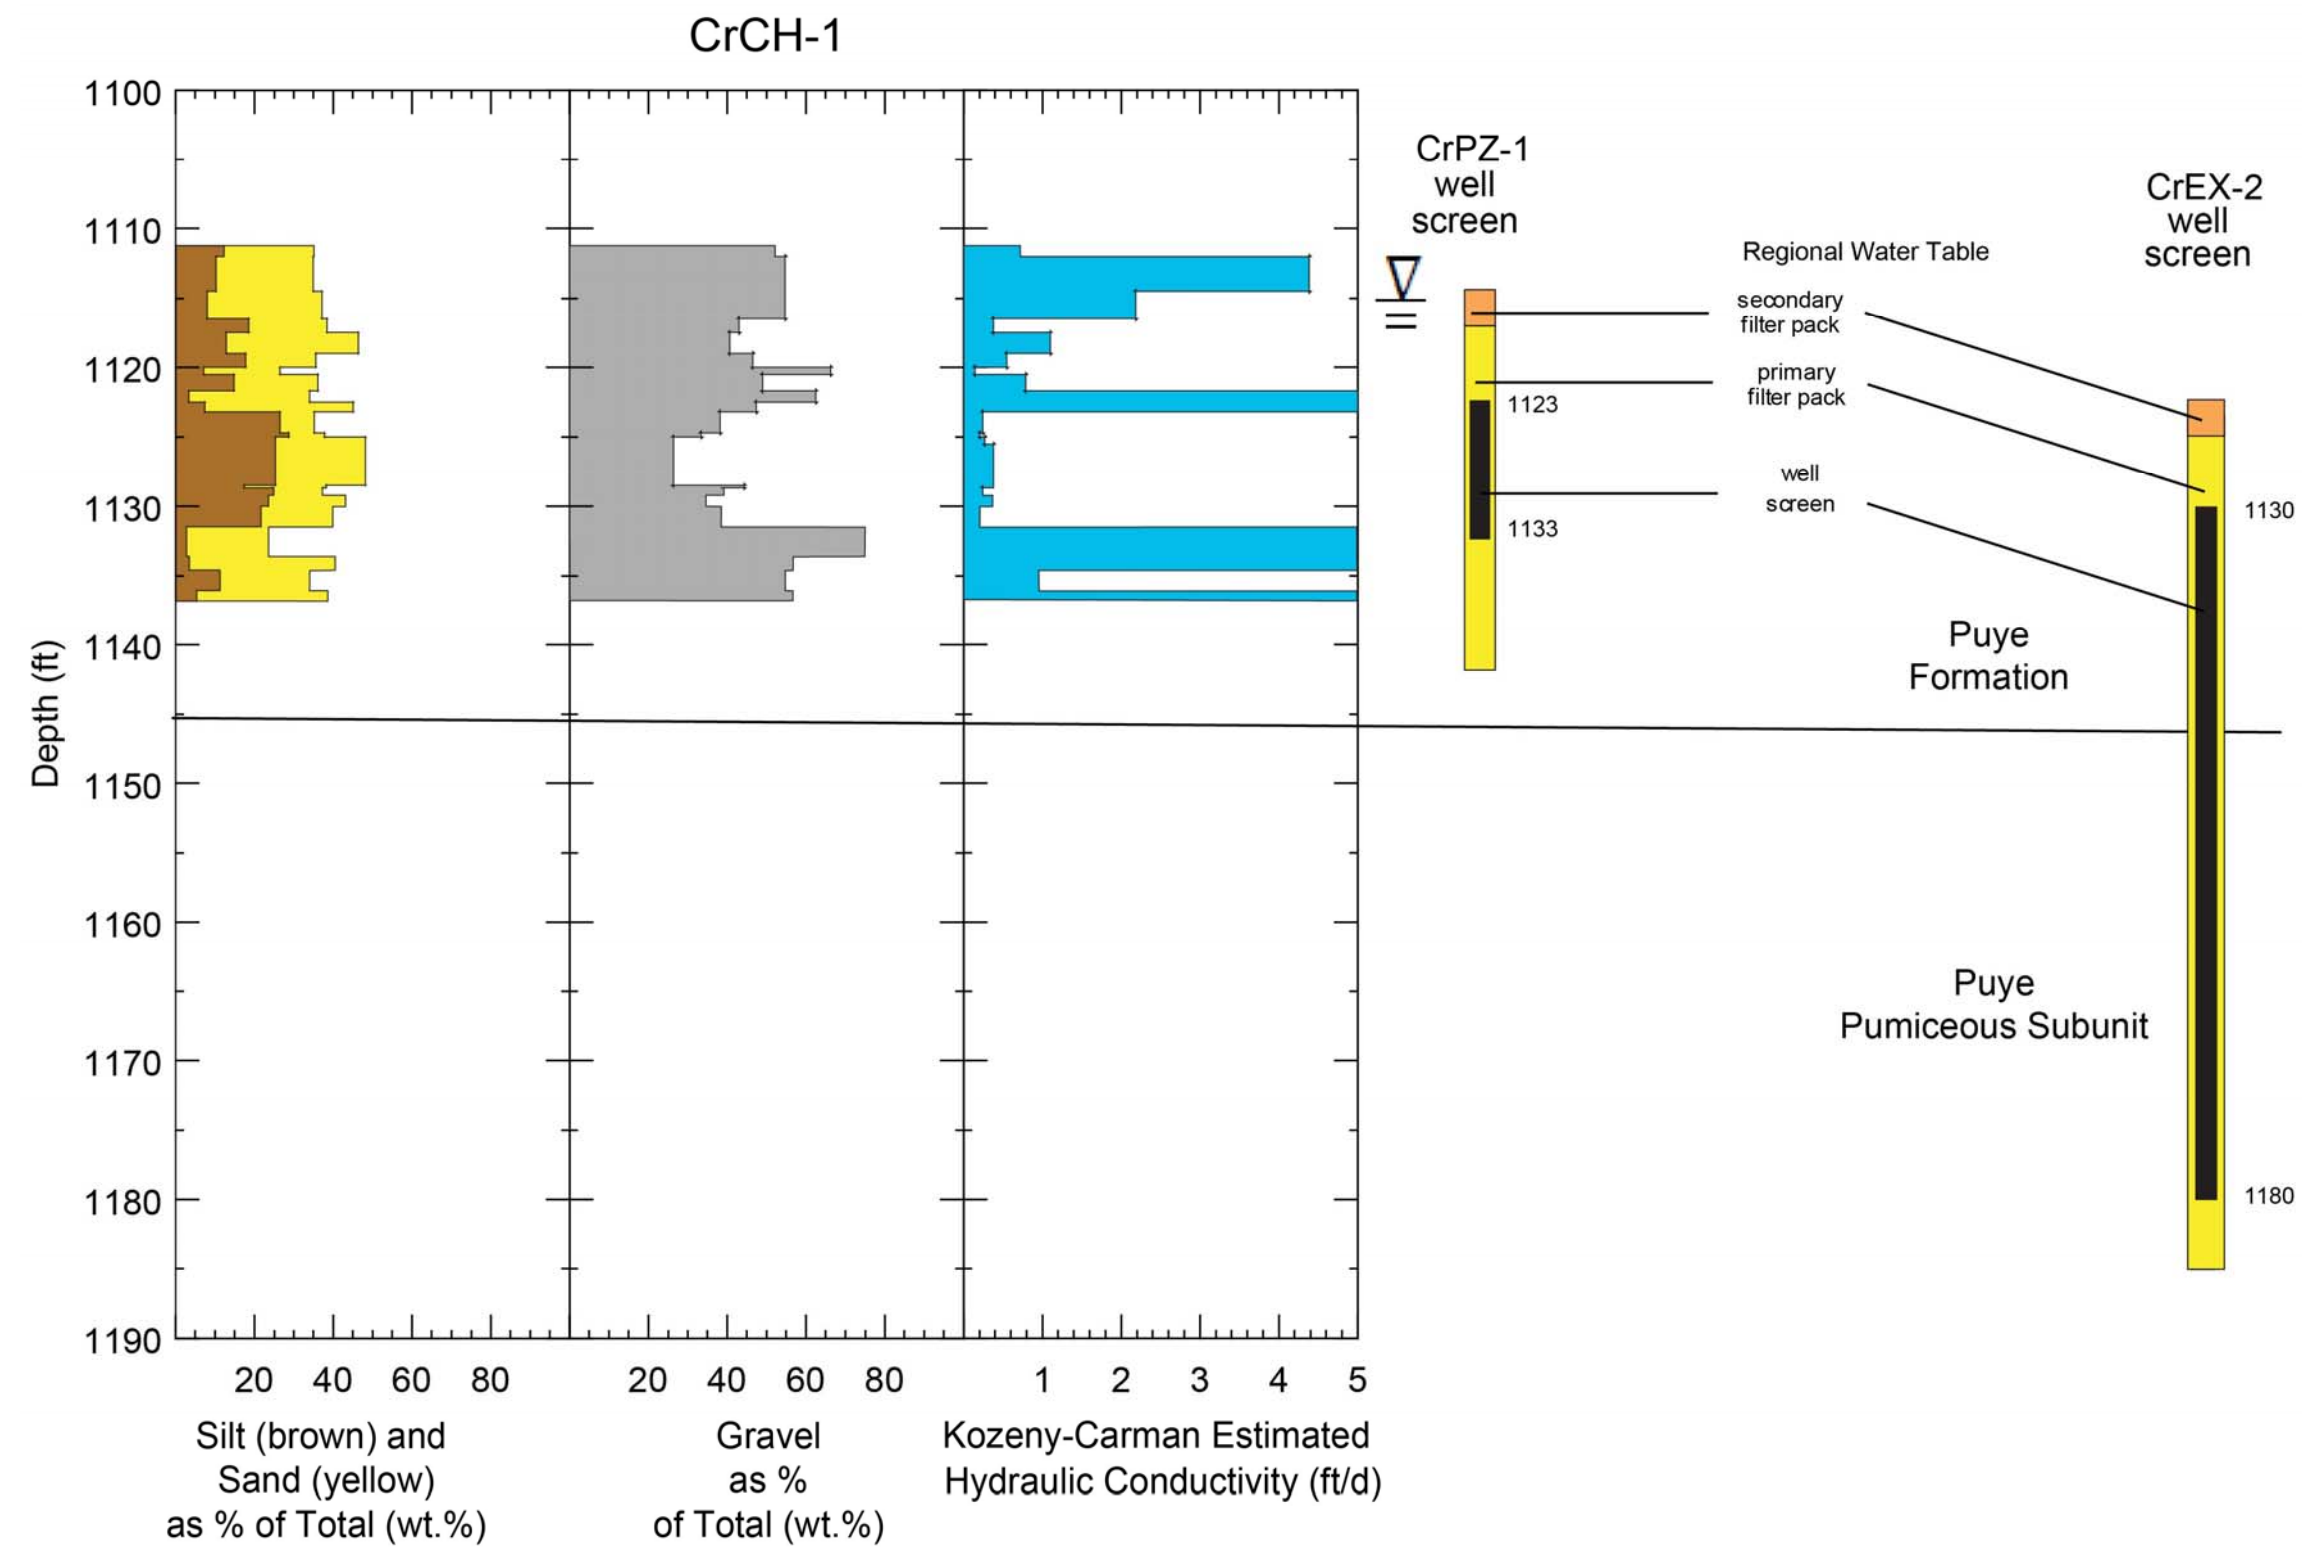 CrCH-1
1100
1110
1120
1130
1140
1150
1160
1170
1180
1190
Depth (ft)
20 40 60 80
20 40 60 80
1 2 3 4 5
Silt (brown) and
Sand (yellow)
as % of Total (wt.%)
Gravel
as %
of Total (wt.%)
Kozeny-Carman Estimated
Hydraulic Conductivity (ft/d)
CrPZ-1
well
screen
1123
1133
Regional Water Table
secondary
filter pack
primary
filter pack
well
screen
CrEX-2
well
screen
1130
1180
Puye
Formation
Puye
Pumiceous Subunit